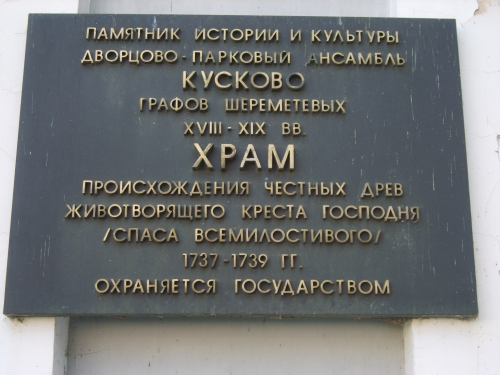 ПАМЯТНИК ИСТОРИИ И КУЛЬТУРЫ
ДВОРЦОВО-ПАРКОВЫЙ АНСАМБЛЬ
КУСКОВО
ГРАФОВ ШЕРЕМЕТЕВЫХ
XVIII-XIX ВВ.
ХРАМ
ПРОИСХОЖДЕНИЯ ЧЕСТНЫХ ДРЕВ
ЖИВОТВОРЯЩЕГО КРЕСТА ГОСПОДНЯ
/СПАСА ВСЕМИЛОСТИВОГО/
1737-1739 ГГ.
ОХРАНЯЕТСЯ ГОСУДАРСТВОМ